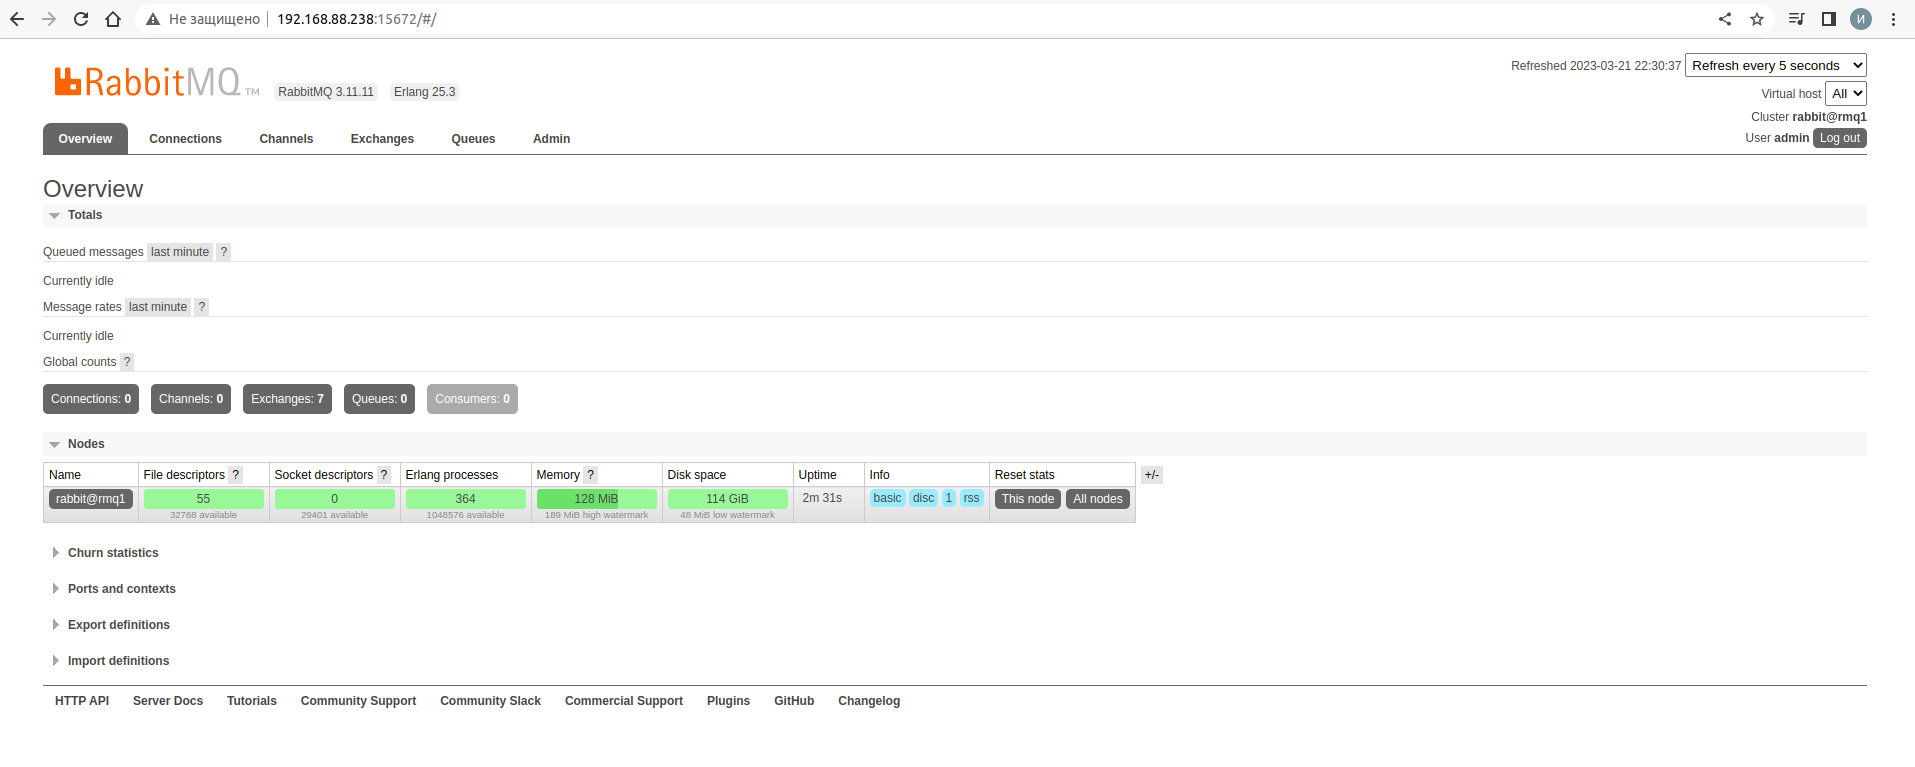 Не защищено 192.168.88.238:15672/#/
И
RabbitMQ TM RabbitMQ 3.11.11 Erlang 25.3
Refreshed 2023-03-21 22:30:37 Refresh every 5 seconds
Virtual host All
Cluster rabbit@rmq1
User admin Log out
Overview Connections Channels Exchanges Queues Admin
Overview
Totals
Queued messages last minute ?
Currently idle
Message rates last minute ?
Currently idle
Global counts ?
Connections: 0 Channels: 0 Exchanges: 7 Queues: 0 Consumers: 0
Nodes
Name File descriptors ? Socket descriptors ? Erlang processes Memory ? Disk space Uptime Info Reset stats +/-
rabbit@rmq1 55 0 364 128 MiB 114 GiB 2m 31s basic disc 1 rss This node All nodes
32768 available 29401 available 1048576 available 189 MiB high watermark 48 MiB low watermark
Churn statistics
Ports and contexts
Export definitions
Import definitions
HTTP API Server Docs Tutorials Community Support Community Slack Commercial Support Plugins GitHub Changelog